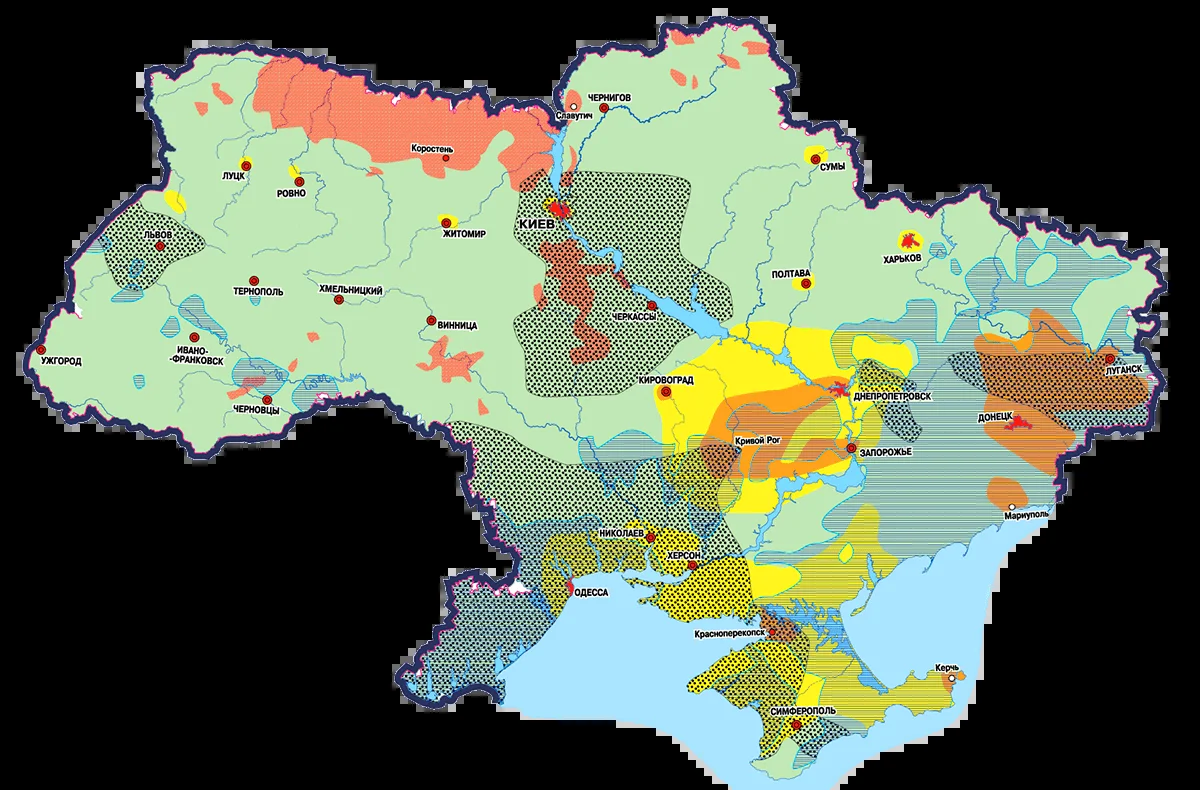 ЧЕРНИГОВ
Славутич
Коростень
СУМЫ
ЛУЦК
РОВНО
КИЕВ
ЖИТОМИР
ЛЬВОВ
ХАРЬКОВ
ПОЛТАВА
ТЕРНОПОЛЬ
ХМЕЛЬНИЦКИЙ
ЧЕРКАССЫ
ВИННИЦА
ИВАНО-
-ФРАНКОВСК
УЖГОРОД
ЛУГАНСК
КИРОВОГРАД
ДНЕПРОПЕТРОВСК
ЧЕРНОВЦЫ
ДОНЕЦК
Кривой Рог
ЗАПОРОЖЬЕ
Мариуполь
НИКОЛАЕВ
ХЕРСОН
ОДЕССА
Красноперекопск
Керчь
СИМФЕРОПОЛЬ